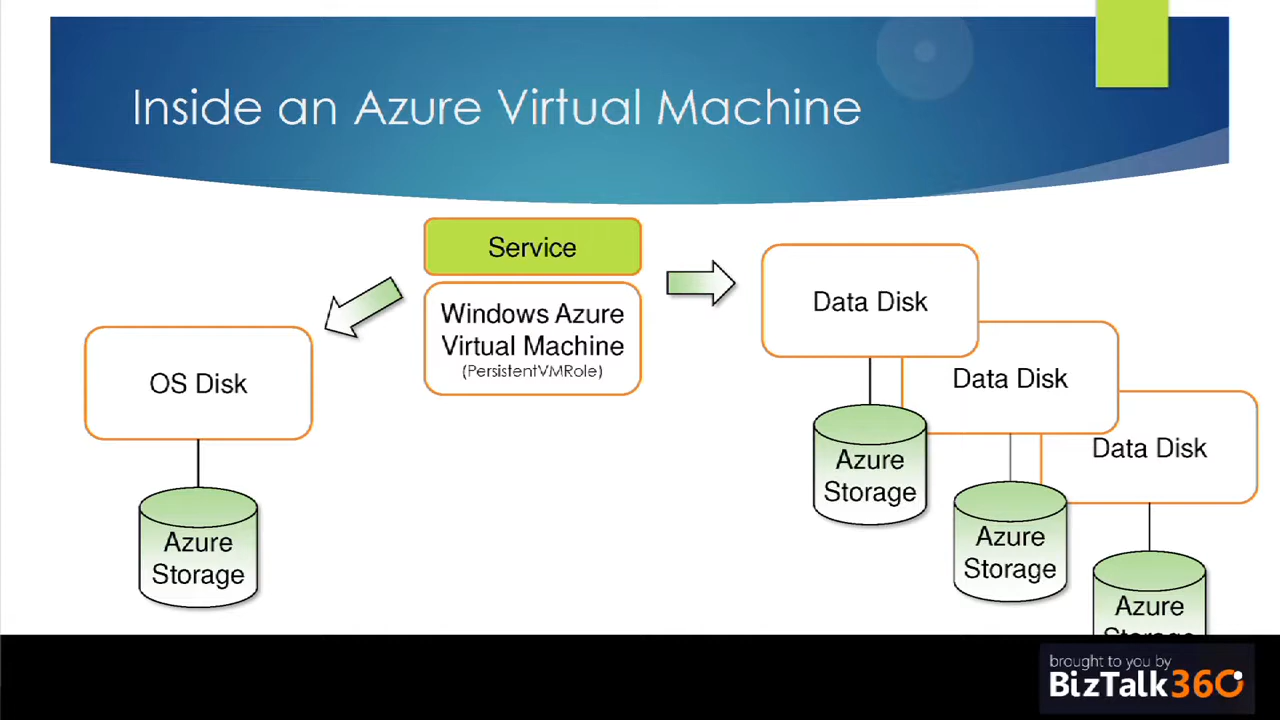 Inside an Azure Virtual Machine
Service
Windows Azure
Virtual Machine
(PersistentVMRole)
OS Disk
Azure
Storage
Data Disk
Azure
Storage
Data Disk
Azure
Storage
Data Disk
Azure
Storage
brought to you by
BizTalk360